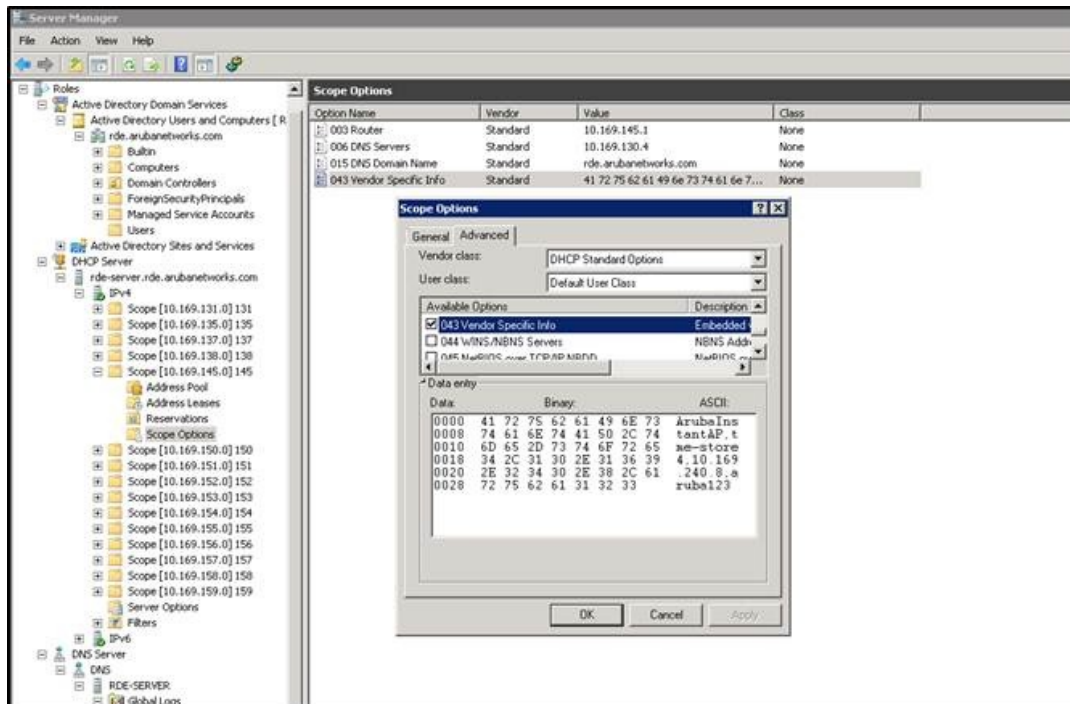 Server Manager
File Action View Help
Roles
Active Directory Domain Services
Active Directory Users and Computers [ R
rde.arubanetworks.com
Builtin
Computers
Domain Controllers
ForeignSecurityPrincipals
Managed Service Accounts
Users
Active Directory Sites and Services
DHCP Server
rde-server.rde.arubanetworks.com
IPv4
Scope [10.169.131.0] 131
Scope [10.169.135.0] 135
Scope [10.169.137.0] 137
Scope [10.169.138.0] 138
Scope [10.169.145.0] 145
Address Pool
Address Leases
Reservations
Scope Options
Scope [10.169.150.0] 150
Scope [10.169.151.0] 151
Scope [10.169.152.0] 152
Scope [10.169.153.0] 153
Scope [10.169.154.0] 154
Scope [10.169.155.0] 155
Scope [10.169.156.0] 156
Scope [10.169.157.0] 157
Scope [10.169.158.0] 158
Scope [10.169.159.0] 159
Server Options
Filters
IPv6
DNS Server
DNS
RDE-SERVER
Global Logs
Scope Options
Option Name Vendor Value Class
003 Router Standard 10.169.145.1 None
006 DNS Servers Standard 10.169.130.4 None
015 DNS Domain Name Standard rde.arubanetworks.com None
043 Vendor Specific Info Standard 41 72 75 62 61 49 6e 73 74 61 6e 7... None
Scope Options
General Advanced
Vendor class: DHCP Standard Options
User class: Default User Class
Available Options Description
043 Vendor Specific Info Embedded
044 WINS/NBNS Servers NBNS Addr
045 NetBIOS over TCP/IP NBDD NetBIOS
Data entry
Data: Binary: ASCII:
0000 41 72 75 62 61 49 6E 73 ArubaIns
0008 74 61 6E 74 41 50 2C 74 tantAP,t
0010 6D 65 2D 73 74 6F 72 65 me-store
0018 34 2C 31 30 2E 31 36 39 4,10.169
0020 2E 32 34 30 2E 38 2C 61 .240.8,a
0028 72 75 62 61 31 32 33 ruba123
OK Cancel Apply